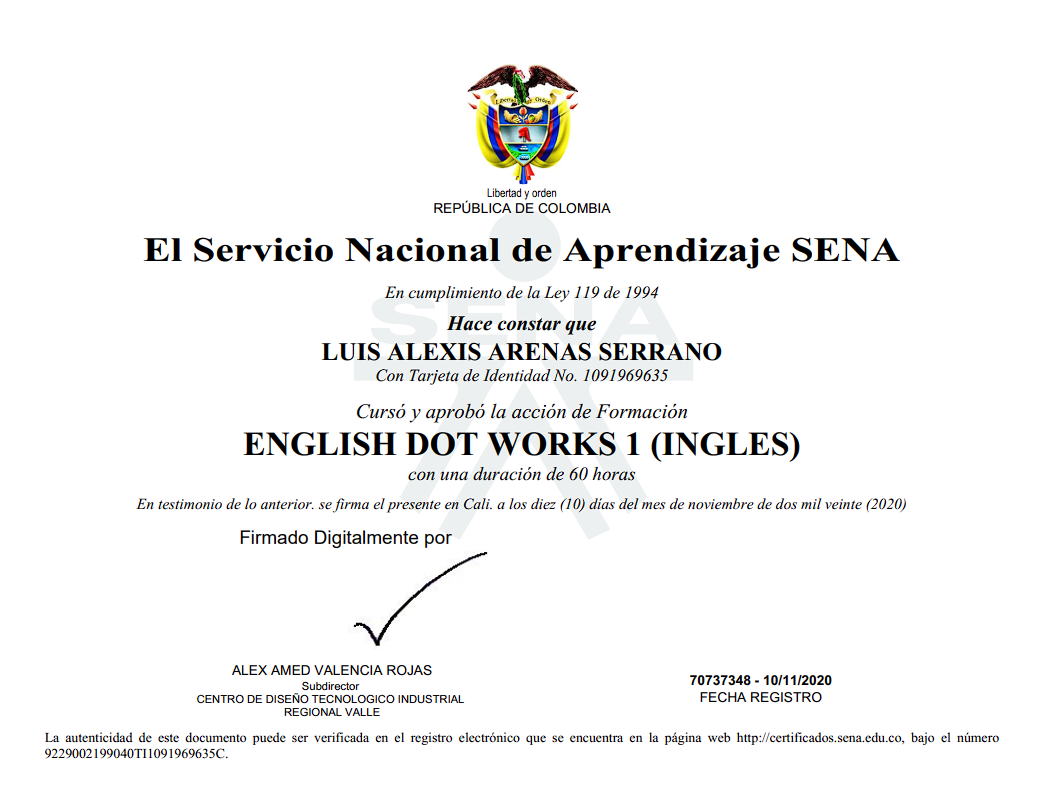 Libertad y Orden
Libertad y orden
REPÚBLICA DE COLOMBIA
El Servicio Nacional de Aprendizaje SENA
En cumplimiento de la Ley 119 de 1994
SENA
Hace constar que
LUIS ALEXIS ARENAS SERRANO
Con Tarjeta de Identidad No. 1091969635
Cursó y aprobó la acción de Formación
ENGLISH DOT WORKS 1 (INGLES)
con una duración de 60 horas
En testimonio de lo anterior. se firma el presente en Cali. a los diez (10) días del mes de noviembre de dos mil veinte (2020)
Firmado Digitalmente por
ALEX AMED VALENCIA ROJAS
Subdirector
CENTRO DE DISEÑO TECNOLOGICO INDUSTRIAL
REGIONAL VALLE
70737348 - 10/11/2020
FECHA REGISTRO
La autenticidad de este documento puede ser verificada en el registro electrónico que se encuentra en la página web http://certificados.sena.edu.co, bajo el número
9229002199040TI1091969635C.